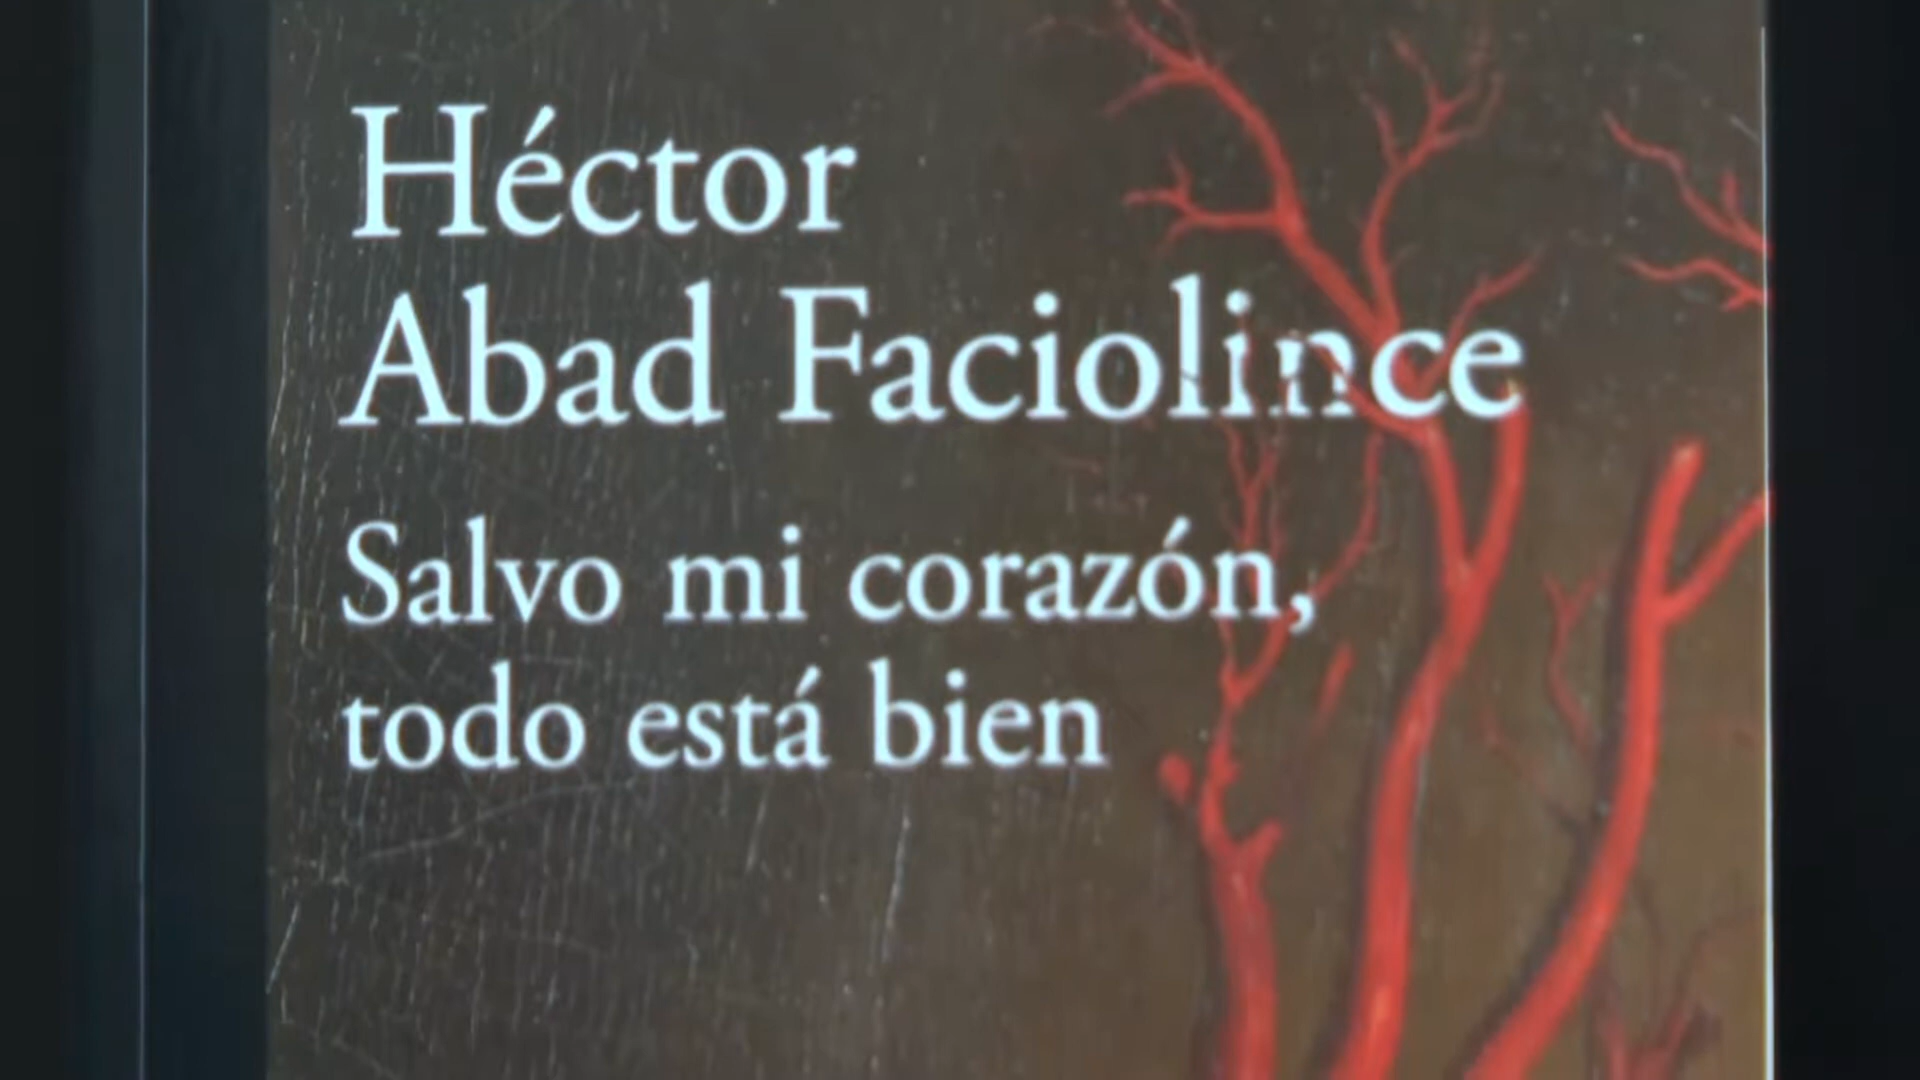 Héctor
Abad Faciolince
Salvo mi corazón,
todo está bien